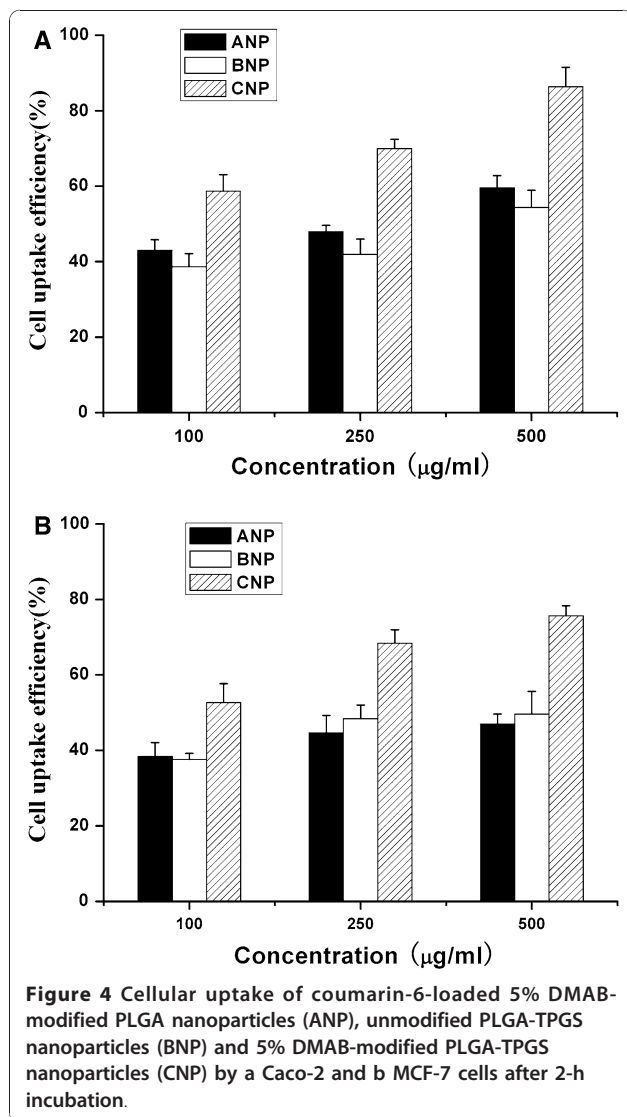 A
100
80
60
40
20
0
Cell uptake efficiency(%)
ANP
BNP
CNP
100
250
500
Concentration（μg/ml）
B
100
80
60
40
20
0
Cell uptake efficiency(%)
ANP
BNP
CNP
100
250
500
Concentration（μg/ml）
Figure 4 Cellular uptake of coumarin-6-loaded 5% DMAB-
modified PLGA nanoparticles (ANP), unmodified PLGA-TPGS
nanoparticles (BNP) and 5% DMAB-modified PLGA-TPGS
nanoparticles (CNP) by a Caco-2 and b MCF-7 cells after 2-h
incubation.